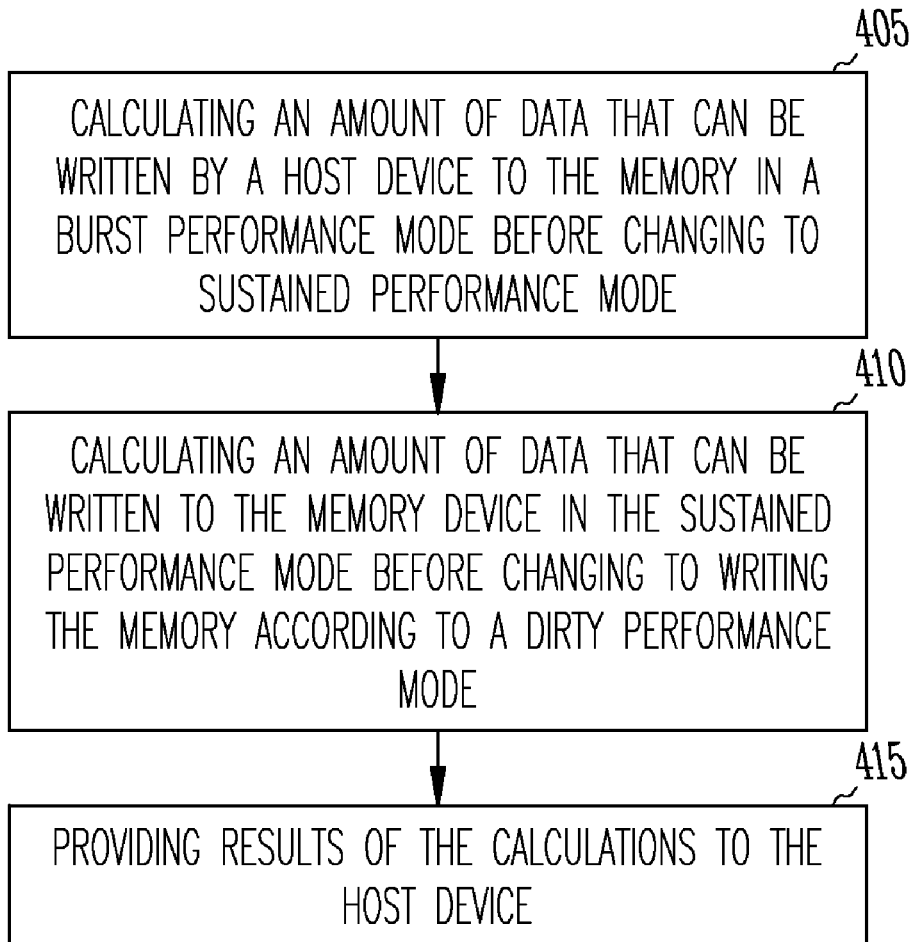 405
CALCULATING AN AMOUNT OF DATA THAT CAN BE
WRITTEN BY A HOST DEVICE TO THE MEMORY IN A
BURST PERFORMANCE MODE BEFORE CHANGING TO
SUSTAINED PERFORMANCE MODE
410
CALCULATING AN AMOUNT OF DATA THAT CAN BE
WRITTEN TO THE MEMORY DEVICE IN THE SUSTAINED
PERFORMANCE MODE BEFORE CHANGING TO WRITING
THE MEMORY ACCORDING TO A DIRTY PERFORMANCE
MODE
415
PROVIDING RESULTS OF THE CALCULATIONS TO THE
HOST DEVICE